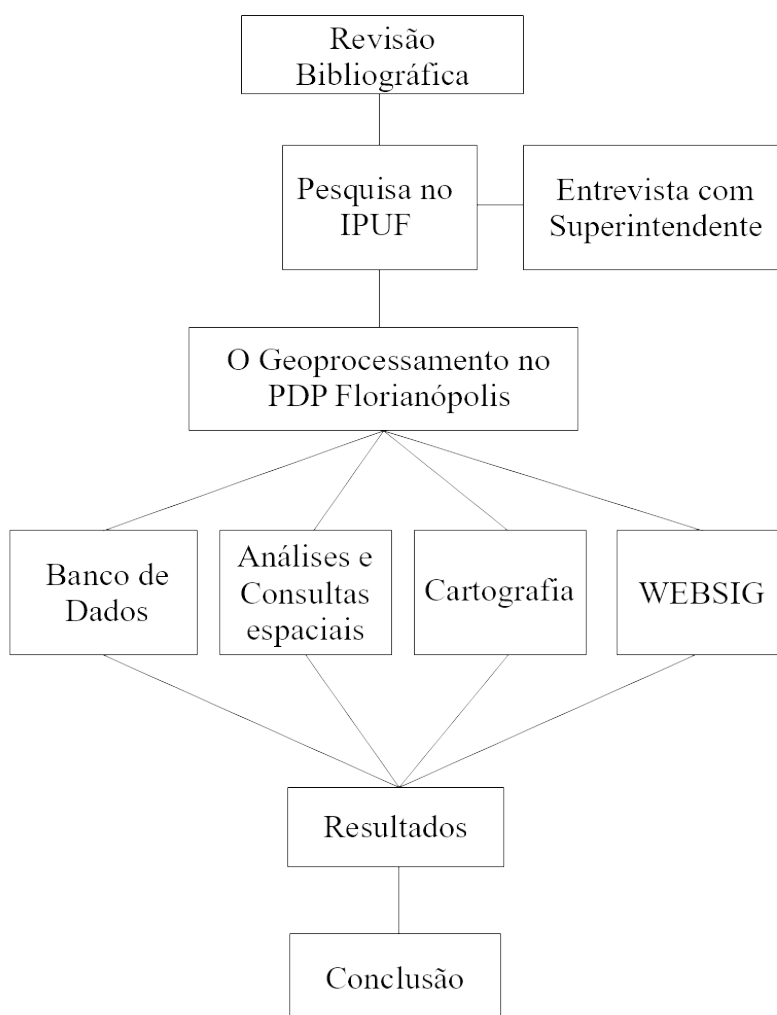 Revisão
Bibliográfica
Pesquisa no
IPUF
Entrevista com
Superintendente
O Geoprocessamento no
PDP Florianópolis
Banco de
Dados
Análises e
Consultas
espaciais
Cartografia
WEBSIG
Resultados
Conclusão